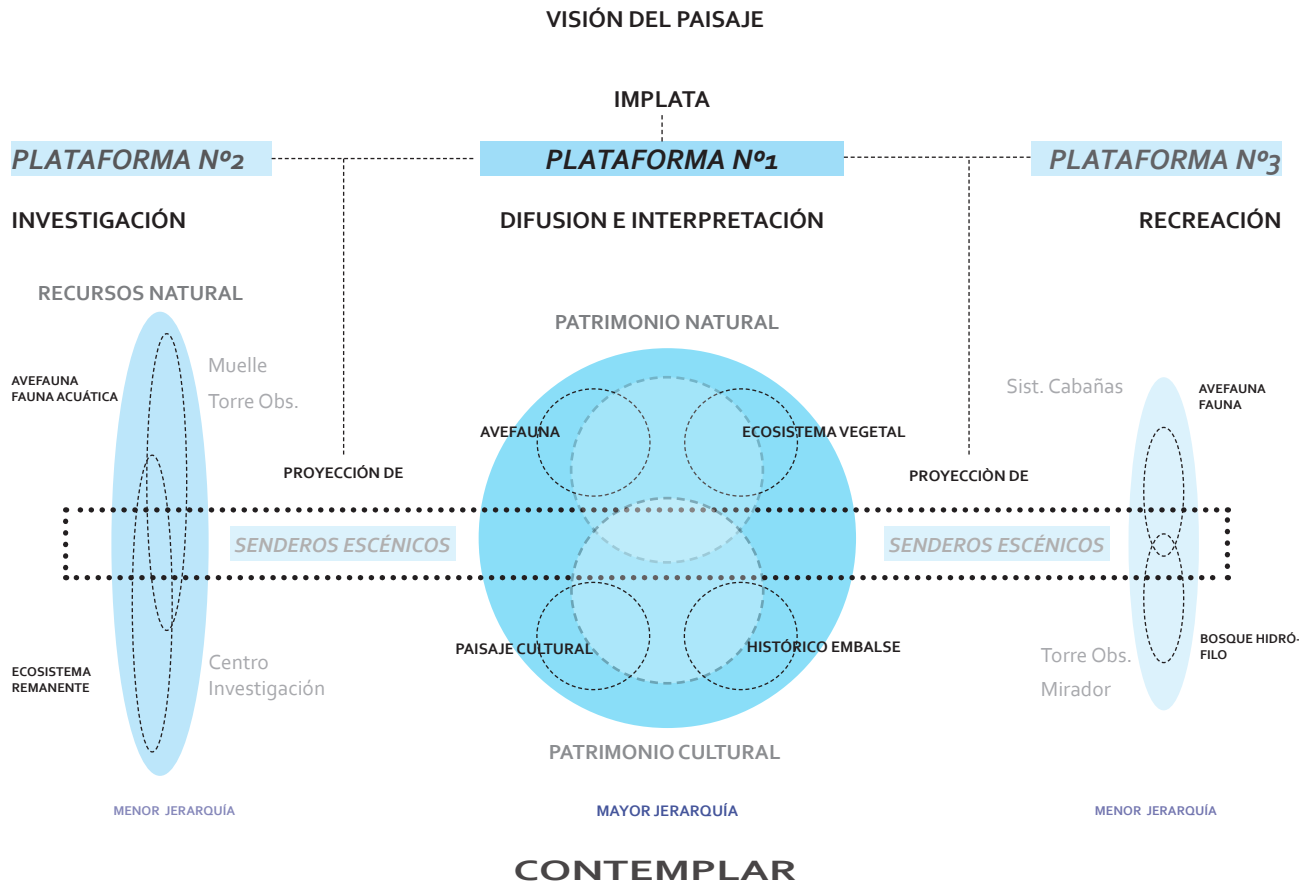 VISIÓN DEL PAISAJE
IMPLATA
PLATAFORMA Nº2
PLATAFORMA Nº1
PLATAFORMA Nº3
INVESTIGACIÓN
DIFUSION E INTERPRETACIÓN
RECREACIÓN
RECURSOS NATURAL
PATRIMONIO NATURAL
Muelle
Torre Obs.
AVEFAUNA
FAUNA ACUÁTICA
Sist. Cabañas
AVEFAUNA
FAUNA
AVEFAUNA
ECOSISTEMA VEGETAL
PROYECCIÓN DE
PROYECCIÒN DE
SENDEROS ESCÉNICOS
SENDEROS ESCÉNICOS
PAISAJE CULTURAL
HISTÓRICO EMBALSE
BOSQUE HIDRÓ-
FILO
ECOSISTEMA
REMANENTE
Centro
Investigación
Torre Obs.
Mirador
PATRIMONIO CULTURAL
MENOR JERARQUÍA
MAYOR JERARQUÍA
MENOR JERARQUÍA
CONTEMPLAR